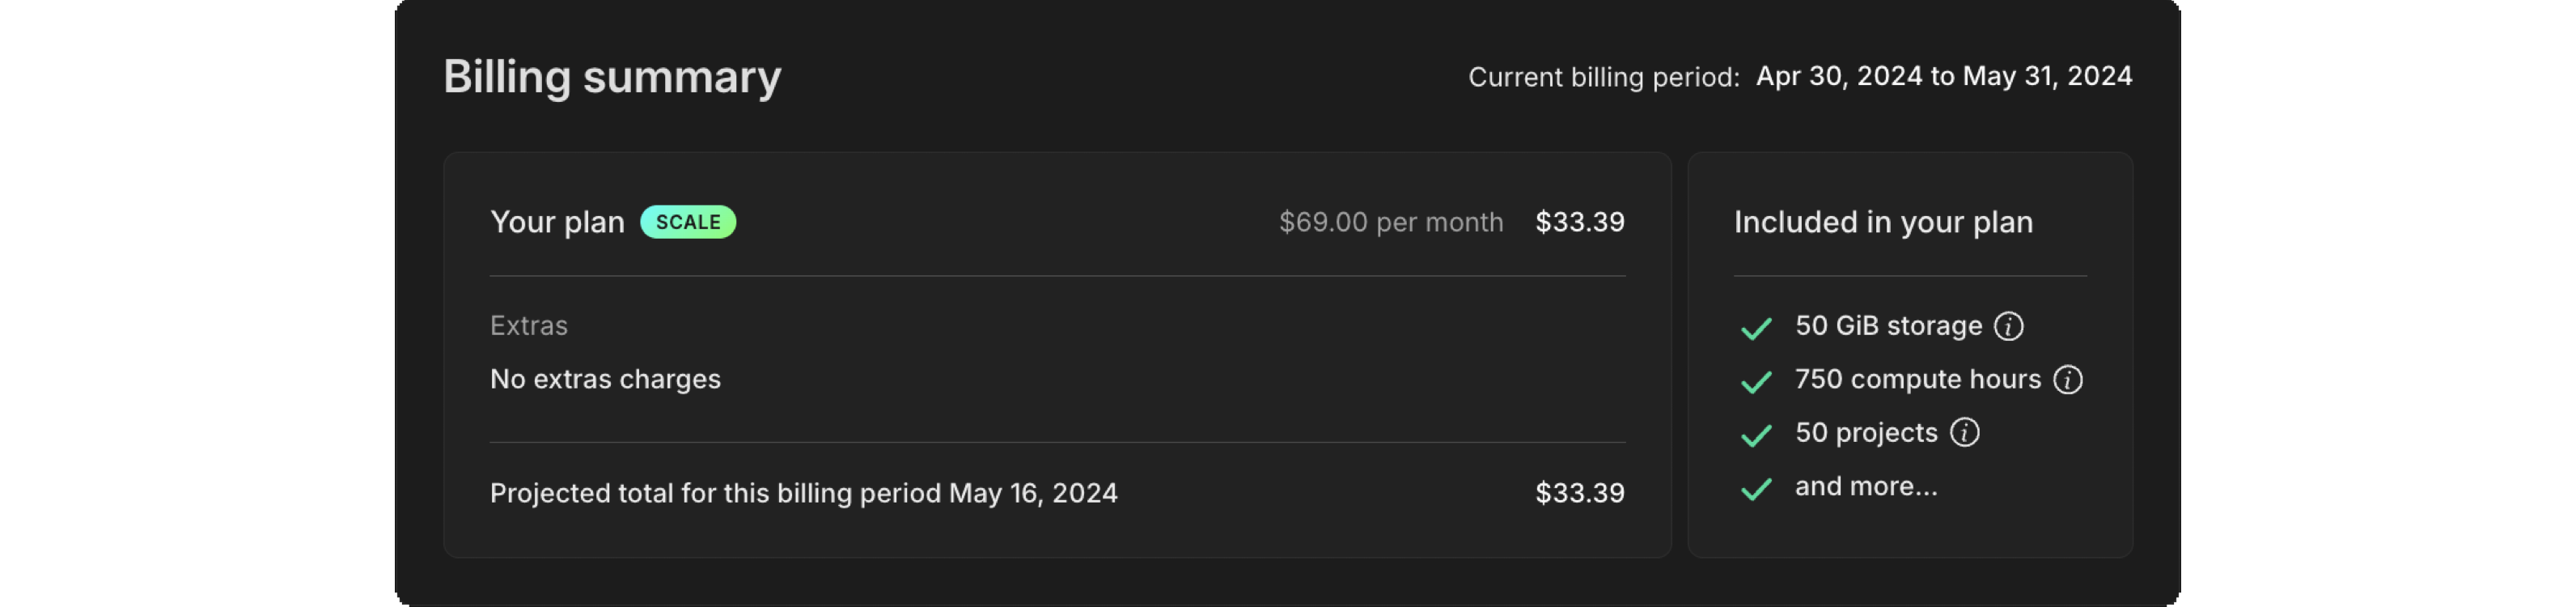 Billing summary
Current billing period: Apr 30, 2024 to May 31, 2024
Your plan SCALE $69.00 per month $33.39
Extras
No extras charges
Projected total for this billing period May 16, 2024 $33.39
Included in your plan
50 GiB storage
750 compute hours
50 projects
and more...